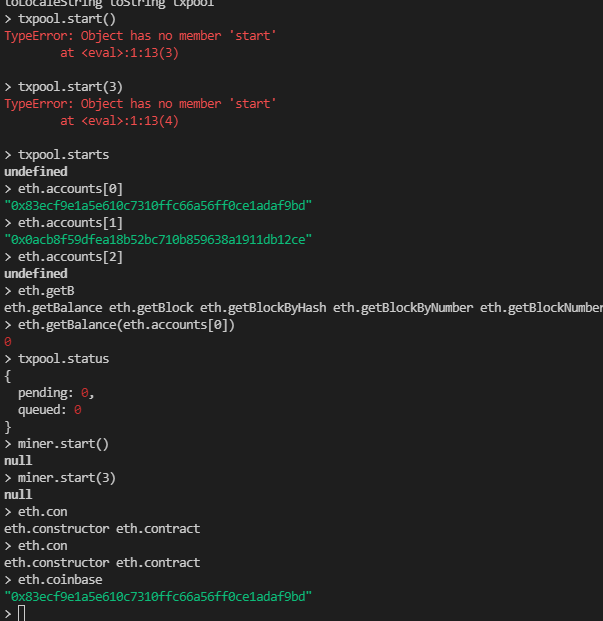 toLocaleString toString txpool
> txpool.start()
TypeError: Object has no member 'start'
        at <eval>:1:13(3)
> txpool.start(3)
TypeError: Object has no member 'start'
        at <eval>:1:13(4)
> txpool.starts
undefined
> eth.accounts[0]
"0x83ecf9e1a5e610c7310ffc66a56ff0ce1adaf9bd"
> eth.accounts[1]
"0x0acb8f59dfea18b52bc710b859638a1911db12ce"
> eth.accounts[2]
undefined
> eth.getB
eth.getBalance eth.getBlock eth.getBlockByHash eth.getBlockByNumber eth.getBlockNumber
> eth.getBalance(eth.accounts[0])
0
> txpool.status
{
  pending: 0,
  queued: 0
}
> miner.start()
null
> miner.start(3)
null
> eth.con
eth.constructor eth.contract
> eth.con
eth.constructor eth.contract
> eth.coinbase
"0x83ecf9e1a5e610c7310ffc66a56ff0ce1adaf9bd"
>